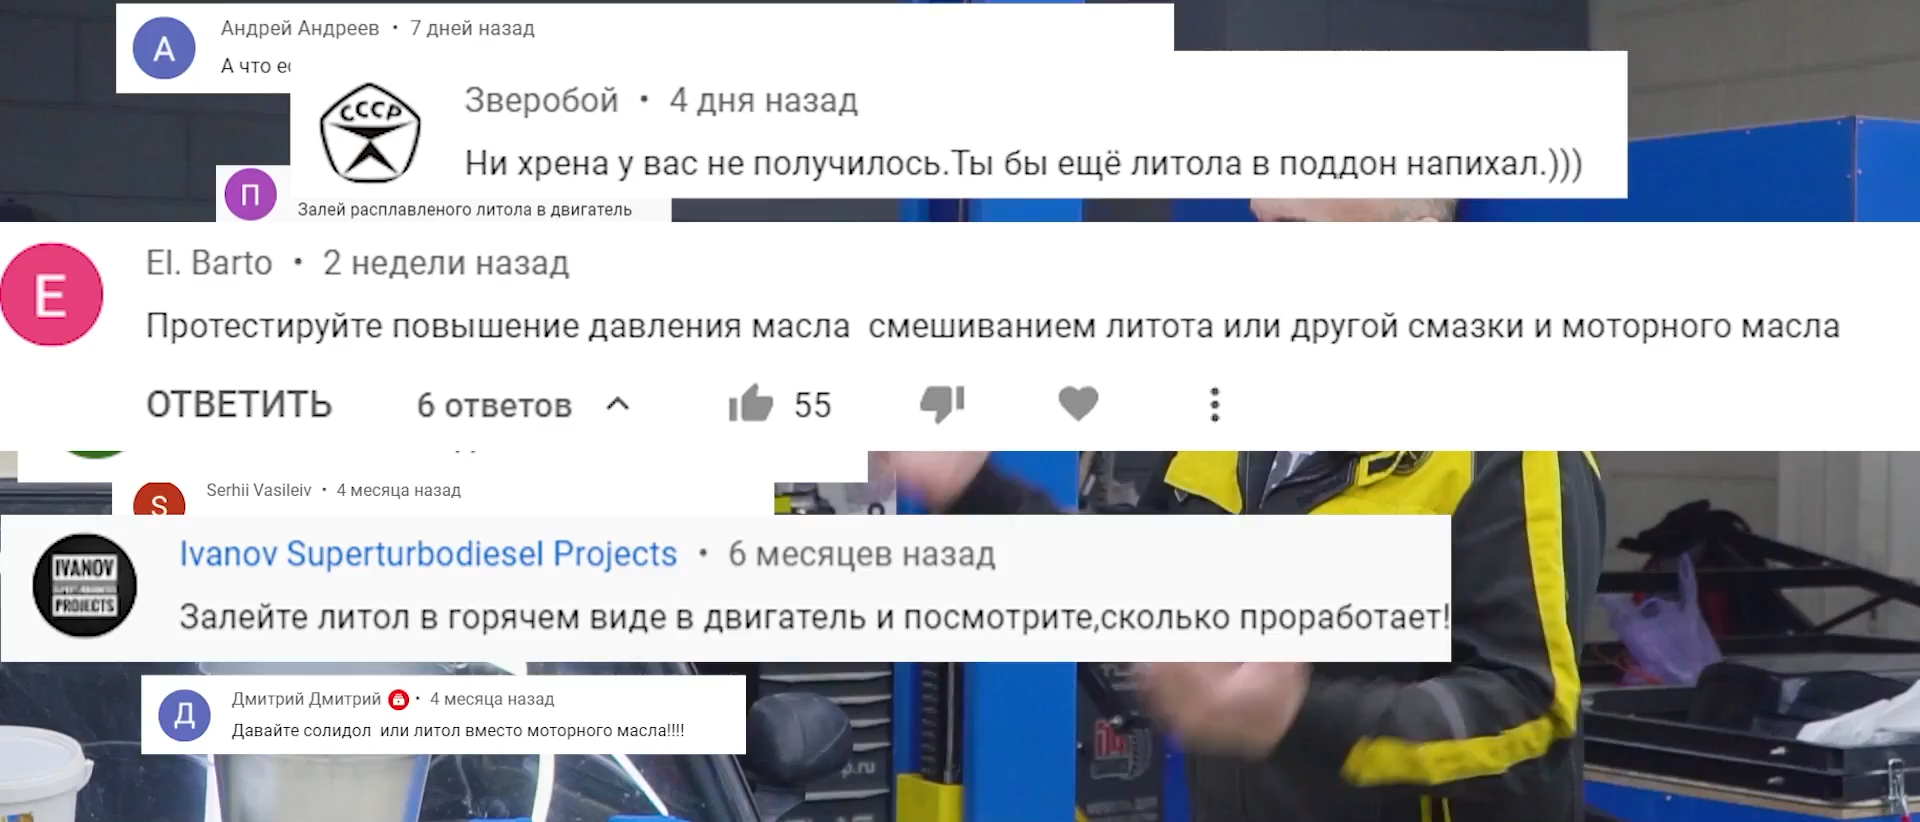 А
Андрей Андреев • 7 дней назад
А что
СССР
Зверобой • 4 дня назад
Ни хрена у вас не получилось.Ты бы ещё литола в поддон напихал.)))
П
Залей расплавленого литола в двигатель
E
El. Barto • 2 недели назад
Протестируйте повышение давления масла  смешиванием литота или другой смазки и моторного масла
ОТВЕТИТЬ 6 ответов 55
S
Serhii Vasileiv • 4 месяца назад
IVANOV
PROJECTS
Ivanov Superturbodiesel Projects • 6 месяцев назад
Залейте литол в горячем виде в двигатель и посмотрите,сколько проработает!
Д
Дмитрий Дмитрий • 4 месяца назад
Давайте солидол  или литол вместо моторного масла!!!!